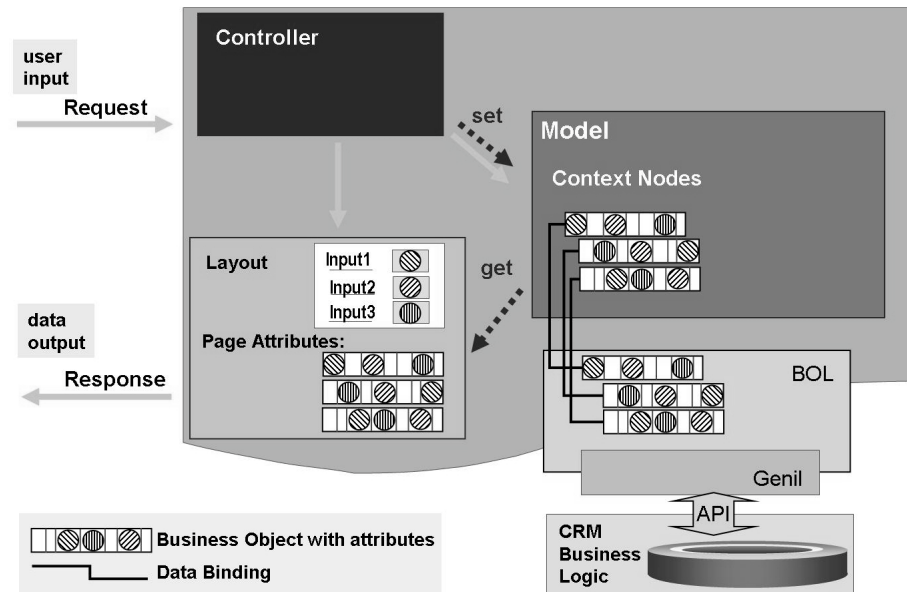 Controller
user
input
Request
set
Model
Context Nodes
Layout
Input1
Input2
Input3
get
Page Attributes:
data
output
Response
BOL
Genil
API
CRM
Business
Logic
Business Object with attributes
Data Binding